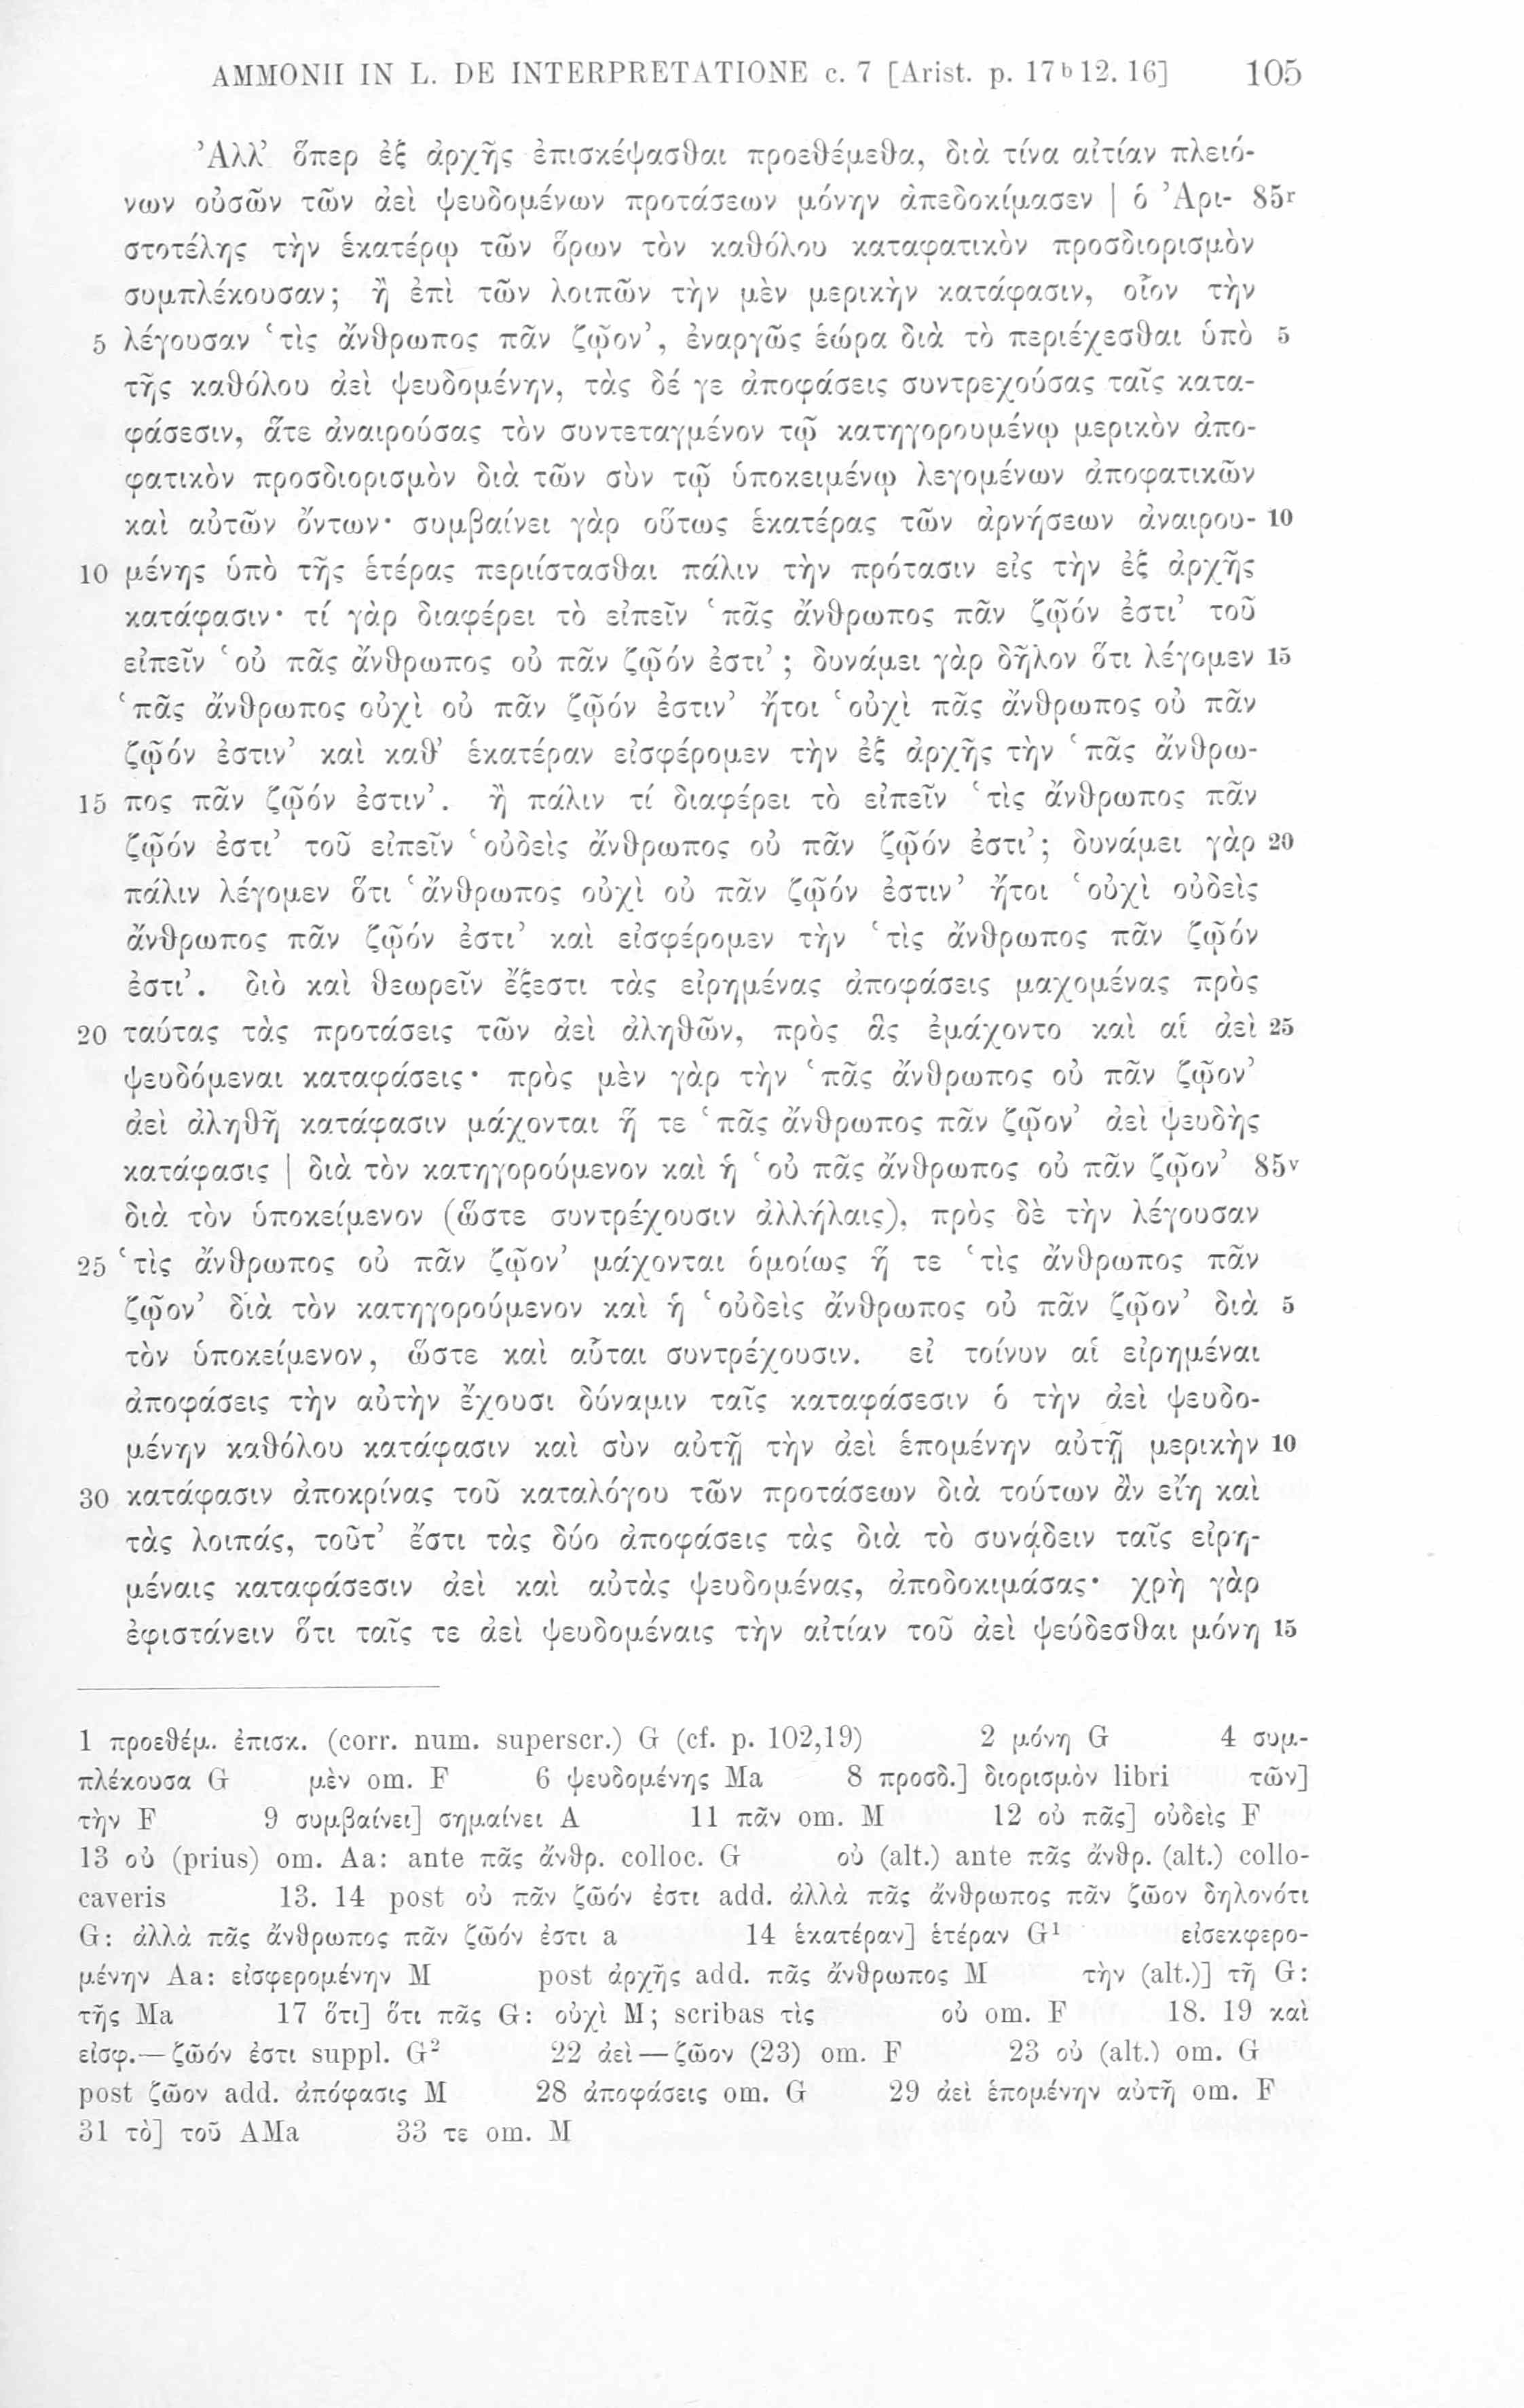 AMMONII IN L. DE INTERPRETATIONE c. 7 [Arist. p. 17ᵇ12. 16] 105
Ἀλλ’ ὅπερ ἐξ ἀρχῆς ἐπισκέψασθαι προεθέμεθα, διὰ τίνα αἰτίαν πλειό-
νων οὐσῶν τῶν ἀεὶ ψευδομένων προτάσεων μόνην ἀπεδοκίμασεν | ὁ Ἀρι- 85ʳ
στοτέλης τὴν ἑκατέρῳ τῶν ὅρων τὸν καθόλου καταφατικὸν προσδιορισμὸν
συμπλέκουσαν; ἢ ἐπὶ τῶν λοιπῶν τὴν μὲν μερικὴν κατάφασιν, οἷον τὴν
5 λέγουσαν ‘τὶς ἄνθρωπος πᾶν ζῷον’, ἐναργῶς ἑώρα διὰ τὸ περιέχεσθαι ὑπὸ 5
τῆς καθόλου ἀεὶ ψευδομένην, τὰς δέ γε ἀποφάσεις συντρεχούσας ταῖς κατα-
φάσεσιν, ἅτε ἀναιρούσας τὸν συντεταγμένον τῷ κατηγορουμένῳ μερικὸν ἀπο-
φατικὸν προσδιορισμὸν διὰ τῶν σὺν τῷ ὑποκειμένῳ λεγομένων ἀποφατικῶν
καὶ αὐτῶν ὄντων· συμβαίνει γὰρ οὕτως ἑκατέρας τῶν ἀρνήσεων ἀναιρου- 10
10 μένης ὑπὸ τῆς ἑτέρας περιίστασθαι πάλιν τὴν πρότασιν εἰς τὴν ἐξ ἀρχῆς
κατάφασιν· τί γὰρ διαφέρει τὸ εἰπεῖν ‘πᾶς ἄνθρωπος πᾶν ζῷόν ἐστι’ τοῦ
εἰπεῖν ‘οὐ πᾶς ἄνθρωπος οὐ πᾶν ζῷόν ἐστι’; δυνάμει γὰρ δῆλον ὅτι λέγομεν 15
‘πᾶς ἄνθρωπος οὐχὶ οὐ πᾶν ζῷόν ἐστιν’ ἤτοι ‘οὐχὶ πᾶς ἄνθρωπος οὐ πᾶν
ζῷόν ἐστιν’ καὶ καθ’ ἑκατέραν εἰσφέρομεν τὴν ἐξ ἀρχῆς τὴν ‘πᾶς ἄνθρω-
15 πος πᾶν ζῷόν ἐστιν’. ἢ πάλιν τί διαφέρει τὸ εἰπεῖν ‘τὶς ἄνθρωπος πᾶν
ζῷόν ἐστι’ τοῦ εἰπεῖν ‘οὐδεὶς ἄνθρωπος οὐ πᾶν ζῷόν ἐστι’; δυνάμει γὰρ 20
πάλιν λέγομεν ὅτι ‘ἄνθρωπος οὐχὶ οὐ πᾶν ζῷόν ἐστιν’ ἤτοι ‘οὐχὶ οὐδεὶς
ἄνθρωπος πᾶν ζῷόν ἐστι’ καὶ εἰσφέρομεν τὴν ‘τὶς ἄνθρωπος πᾶν ζῷόν
ἐστι’. διὸ καὶ θεωρεῖν ἔξεστι τὰς εἰρημένας ἀποφάσεις μαχομένας πρὸς
20 ταύτας τὰς προτάσεις τῶν ἀεὶ ἀληθῶν, πρὸς ἃς ἐμάχοντο καὶ αἱ ἀεὶ 25
ψευδόμεναι καταφάσεις· πρὸς μὲν γὰρ τὴν ‘πᾶς ἄνθρωπος οὐ πᾶν ζῷον’
ἀεὶ ἀληθῆ κατάφασιν μάχονται ἥ τε ‘πᾶς ἄνθρωπος πᾶν ζῷον’ ἀεὶ ψευδὴς
κατάφασις | διὰ τὸν κατηγορούμενον καὶ ἡ ‘οὐ πᾶς ἄνθρωπος οὐ πᾶν ζῷον’ 85ᵛ
διὰ τὸν ὑποκείμενον (ὥστε συντρέχουσιν ἀλλήλαις), πρὸς δὲ τὴν λέγουσαν
25 ‘τὶς ἄνθρωπος οὐ πᾶν ζῷον’ μάχονται ὁμοίως ἥ τε ‘τὶς ἄνθρωπος πᾶν
ζῷον’ διὰ τὸν κατηγορούμενον καὶ ἡ ‘οὐδεὶς ἄνθρωπος οὐ πᾶν ζῷον’ διὰ 5
τὸν ὑποκείμενον, ὥστε καὶ αὗται συντρέχουσιν. εἰ τοίνυν αἱ εἰρημέναι
ἀποφάσεις τὴν αὐτὴν ἔχουσι δύναμιν ταῖς καταφάσεσιν ὁ τὴν ἀεὶ ψευδο-
μένην καθόλου κατάφασιν καὶ σὺν αὐτῇ τὴν ἀεὶ ἑπομένην αὐτῇ μερικὴν 10
30 κατάφασιν ἀποκρίνας τοῦ καταλόγου τῶν προτάσεων διὰ τούτων ἂν εἴη καὶ
τὰς λοιπάς, τοῦτ’ ἔστι τὰς δύο ἀποφάσεις τὰς διὰ τὸ συνᾴδειν ταῖς εἰρη-
μέναις καταφάσεσιν ἀεὶ καὶ αὐτὰς ψευδομένας, ἀποδοκιμάσας· χρὴ γὰρ
ἐφιστάνειν ὅτι ταῖς τε ἀεὶ ψευδομέναις τὴν αἰτίαν τοῦ ἀεὶ ψεύδεσθαι μόνη 15
1 προεθέμ. ἐπισκ. (corr. num. superscr.) G (cf. p. 102,19) 2 μόνη G 4 συμ-
πλέκουσα G μὲν om. F 6 ψευδομένης Ma 8 προσδ.] διορισμὸν libri τῶν]
τὴν F 9 συμβαίνει] σημαίνει A 11 πᾶν om. M 12 οὐ πᾶς] οὐδεὶς F
13 οὐ (prius) om. Aa: ante πᾶς ἄνθρ. colloc. G οὐ (alt.) ante πᾶς ἄνθρ. (alt.) collo-
caveris 13. 14 post οὐ πᾶν ζῶόν ἐστι add. ἀλλὰ πᾶς ἄνθρωπος πᾶν ζῶον δηλονότι
G: ἀλλὰ πᾶς ἄνθρωπος πᾶν ζῶόν ἐστι a 14 ἑκατέραν] ἑτέραν G¹ εἰσεκφερο-
μένην Aa: εἰσφερομένην M post ἀρχῆς add. πᾶς ἄνθρωπος M τὴν (alt.)] τῇ G:
τῆς Ma 17 ὅτι] ὅτι πᾶς G: οὐχὶ M; scribas τὶς οὐ om. F 18. 19 καὶ
εἰσφ.—ζῶόν ἐστι suppl. G² 22 ἀεὶ—ζῶον (23) om. F 23 οὐ (alt.) om. G
post ζῶον add. ἀπόφασις M 28 ἀποφάσεις om. G 29 ἀεὶ ἑπομένην αὐτῇ om. F
31 τὸ] τοῦ AMa 33 τε om. M